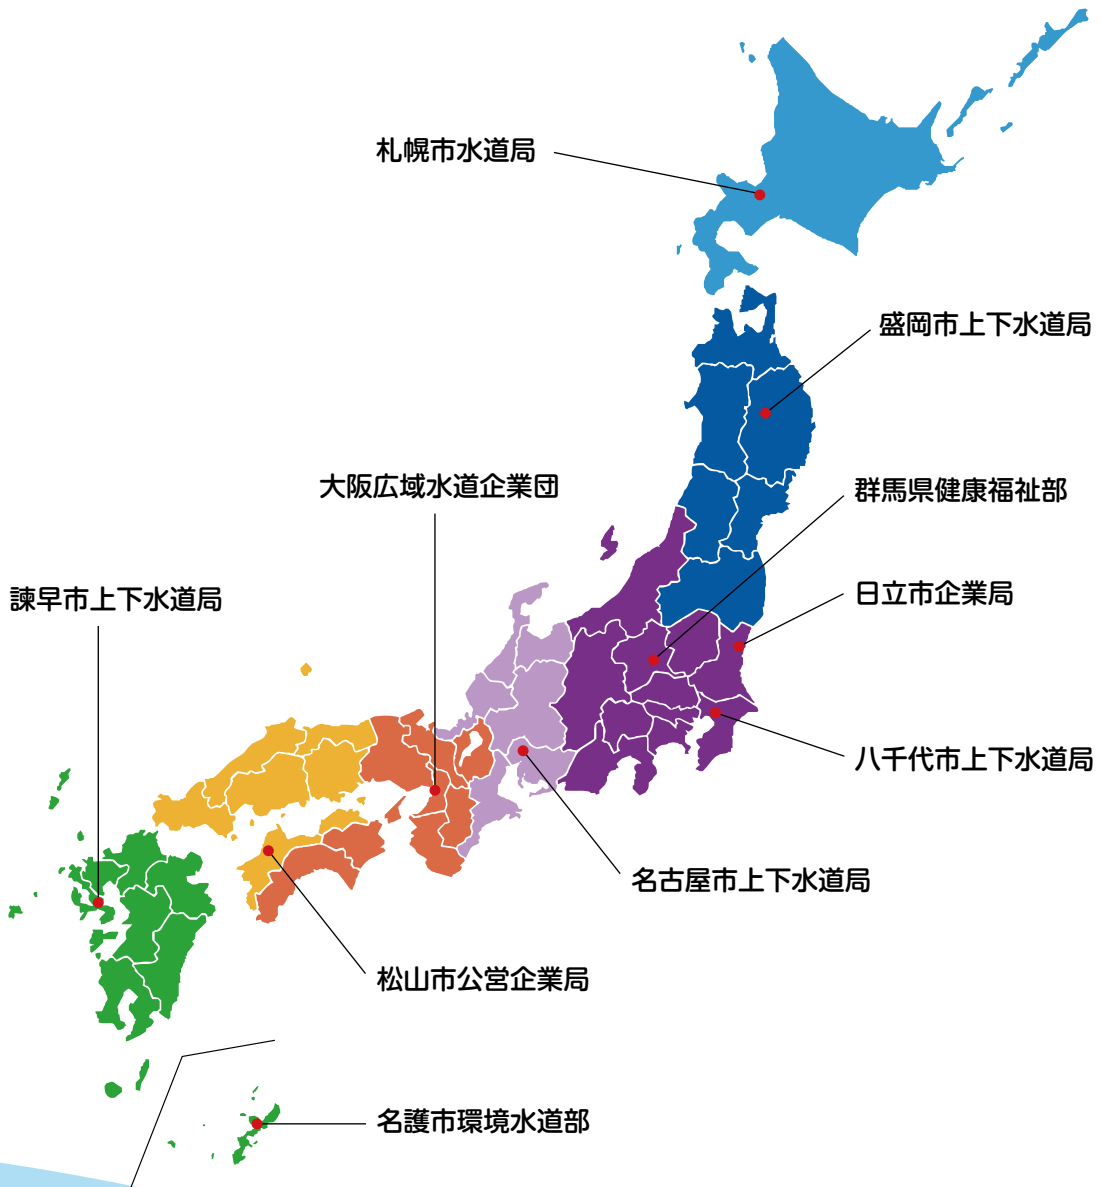 札幌市水道局
盛岡市上下水道局
大阪広域水道企業団
群馬県健康福祉部
諫早市上下水道局
日立市企業局
八千代市上下水道局
名古屋市上下水道局
松山市公営企業局
名護市環境水道部